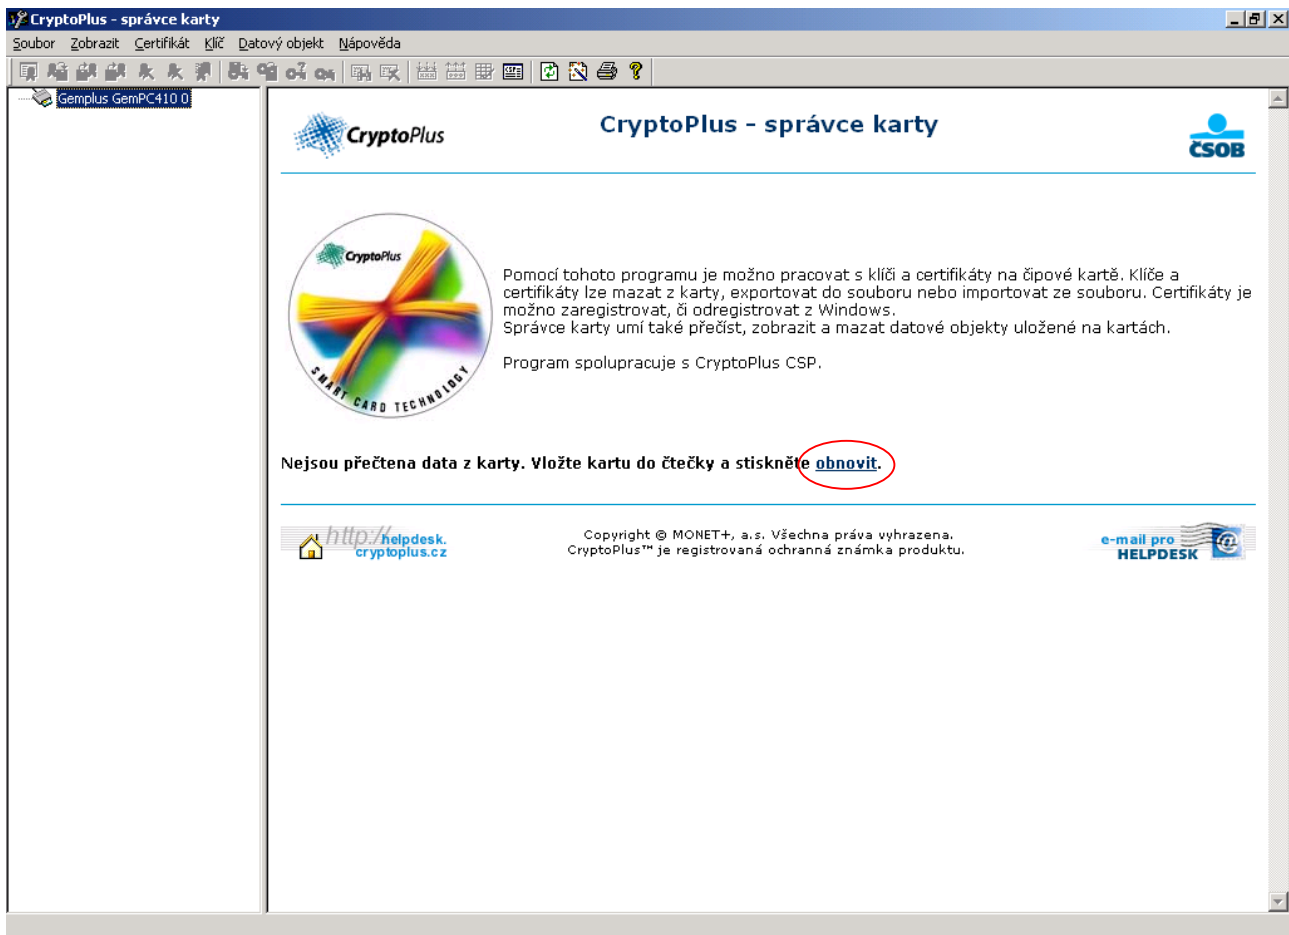 CryptoPlus - správce karty
Soubor Zobrazit Certifikát Klíč Datový objekt Nápověda
Gemplus GemPC410 0
CryptoPlus
CryptoPlus - správce karty
ČSOB
CryptoPlus
SMART CARD TECHNOLOGY
Pomocí tohoto programu je možno pracovat s klíči a certifikáty na čipové kartě. Klíče a
certifikáty lze mazat z karty, exportovat do souboru nebo importovat ze souboru. Certifikáty je
možno zaregistrovat, či odregistrovat z Windows.
Správce karty umí také přečíst, zobrazit a mazat datové objekty uložené na kartách.
Program spolupracuje s CryptoPlus CSP.
Nejsou přečtena data z karty. Vložte kartu do čtečky a stiskněte obnovit.
http://helpdesk.
cryptoplus.cz
Copyright © MONET+, a.s. Všechna práva vyhrazena.
CryptoPlus™ je registrovaná ochranná známka produktu.
e-mail pro
HELPDESK